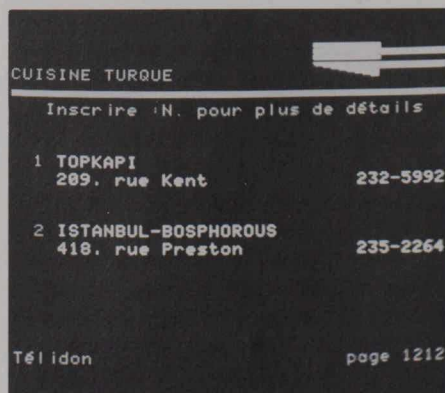 CUISINE TURQUE
Inscrire N. pour plus de détails
1 TOPKAPI
209. rue Kent 232-5992
2 ISTANBUL-BOSPHOROUS
418. rue Preston 235-2264
Télidon page 1212